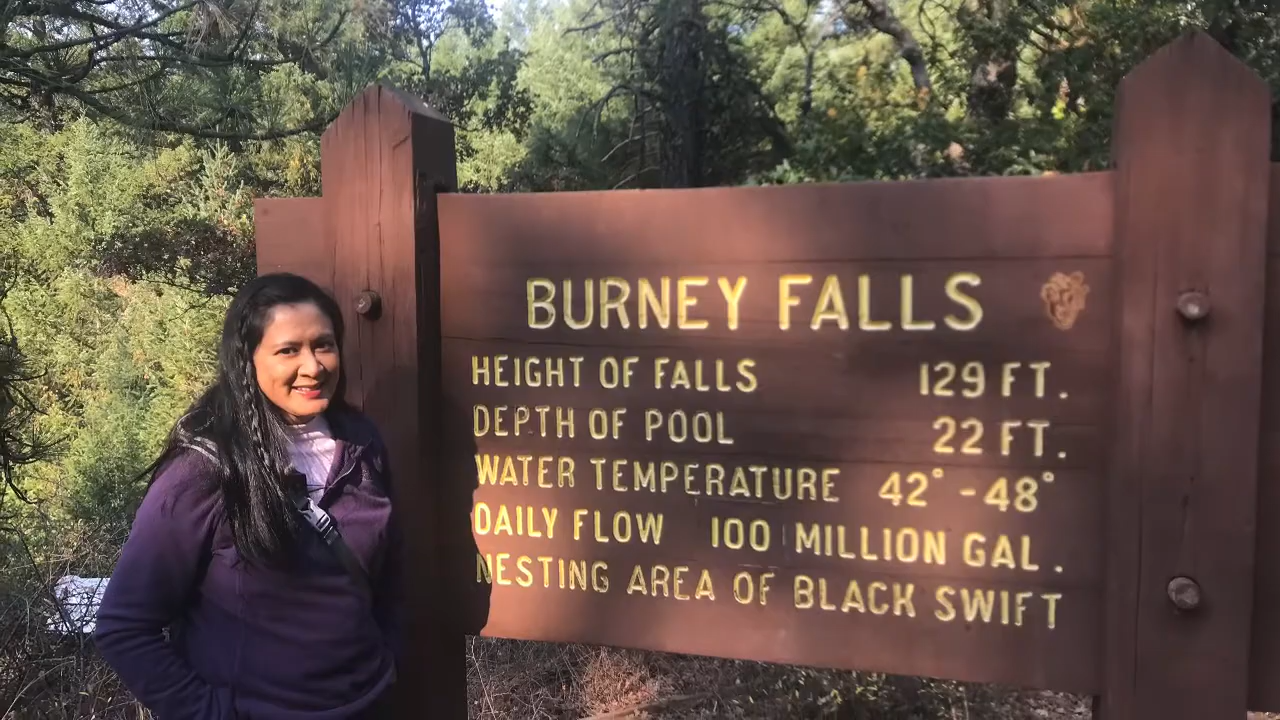 BURNEY FALLS
HEIGHT OF FALLS 129 FT.
DEPTH OF POOL 22 FT.
WATER TEMPERATURE 42° - 48°
DAILY FLOW 100 MILLION GAL.
NESTING AREA OF BLACK SWIFT